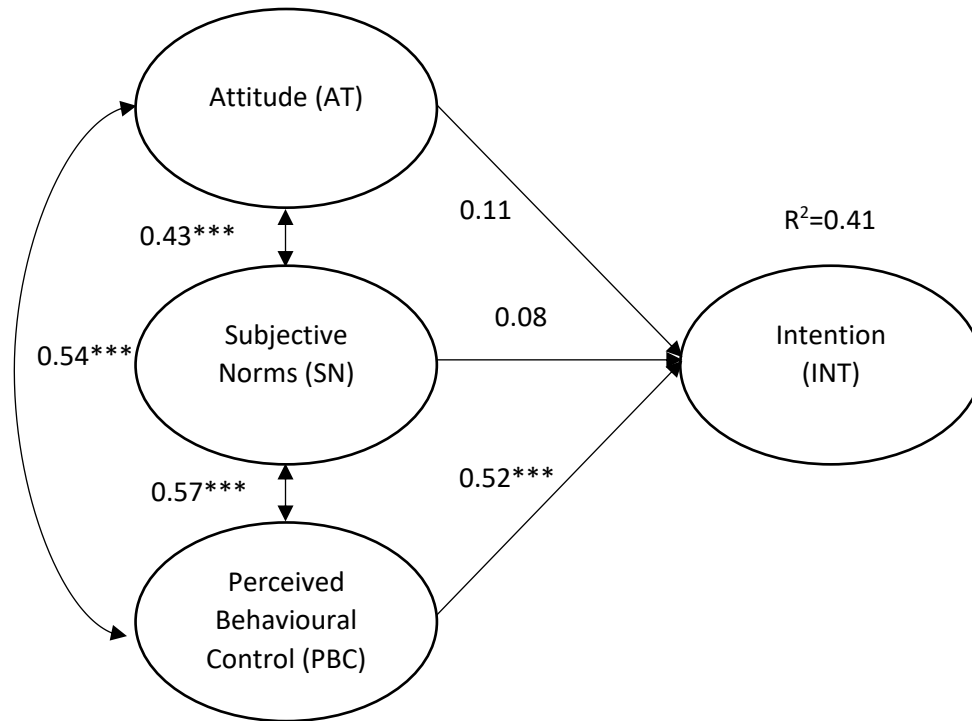 Attitude (AT)
0.11
R²=0.41
0.43***
0.08
Subjective
Norms (SN)
Intention
(INT)
0.54***
0.57***
0.52***
Perceived
Behavioural
Control (PBC)